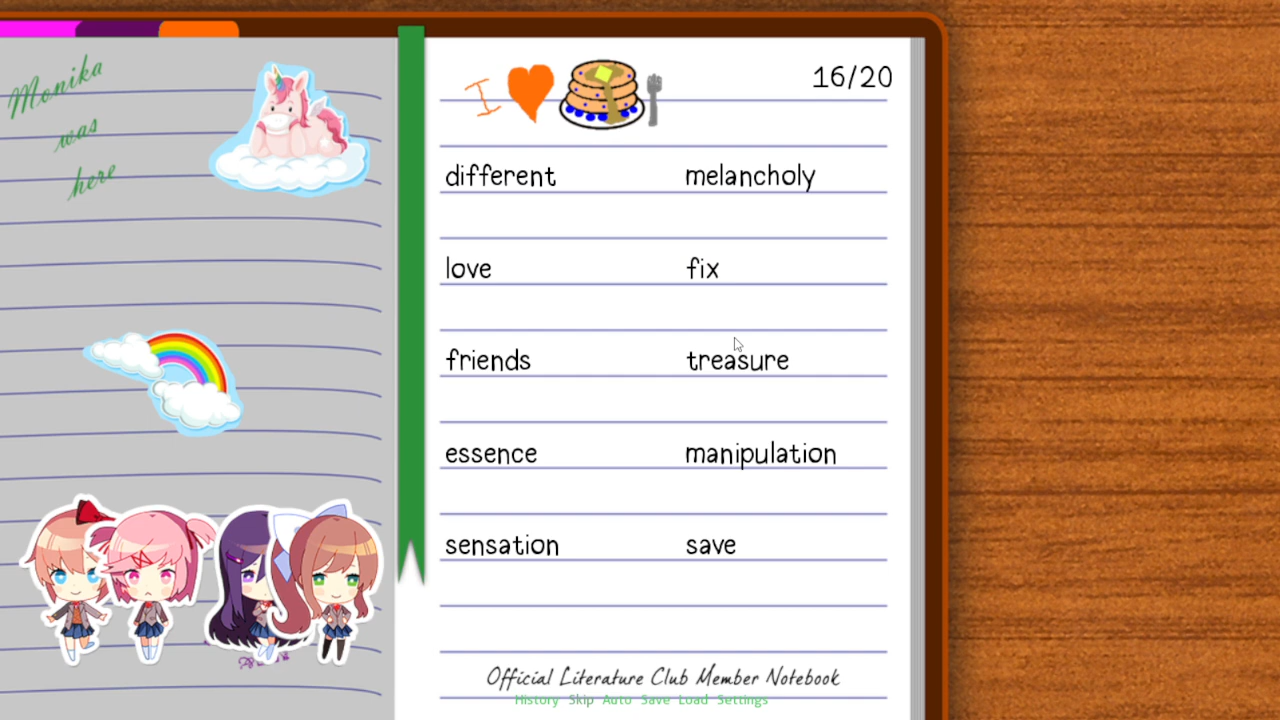 Monika
was
here
I
16/20
different melancholy
love fix
friends treasure
essence manipulation
sensation save
Official Literature Club Member Notebook
History Skip Auto Save Load Settings